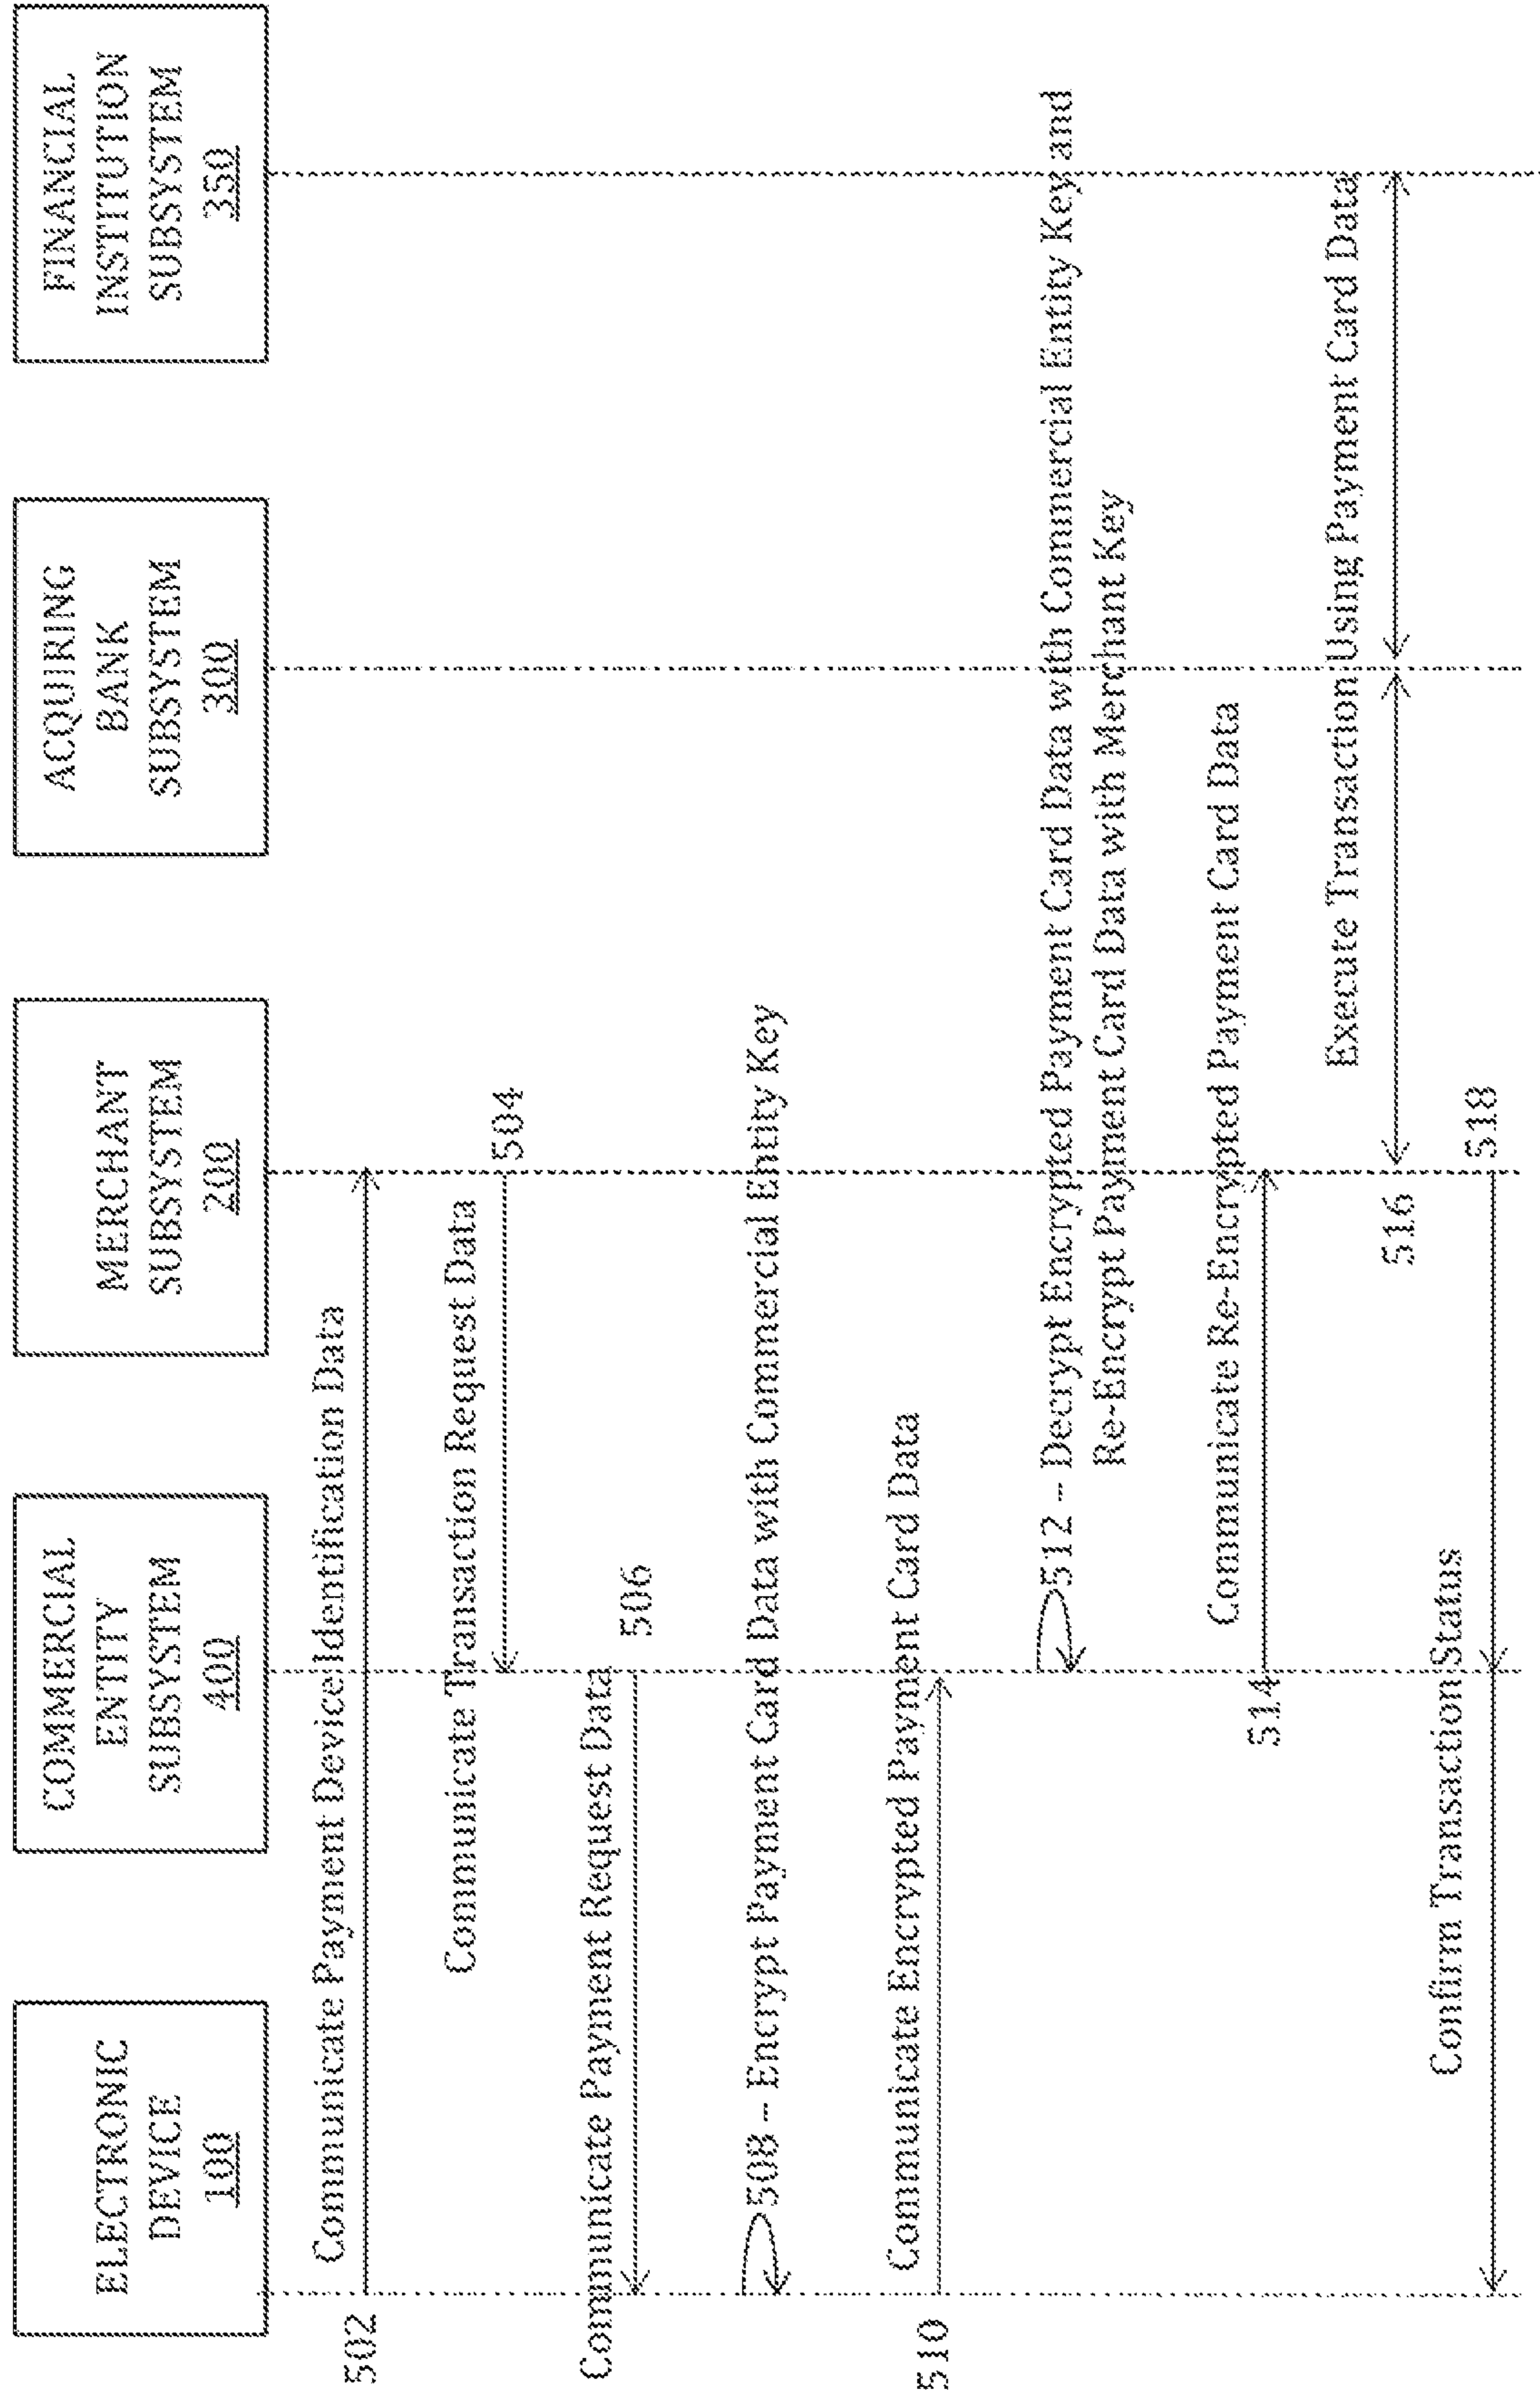 ELECTRONIC
DEVICE
100
COMMERCIAL
ENTITY
SUBSYSTEM
400
MERCHANT
SUBSYSTEM
200
ACQUIRING
BANK
SUBSYSTEM
300
FINANCIAL
INSTITUTION
SUBSYSTEM
350
Communicate Payment Device Identification Data
502
Communicate Transaction Request Data
504
Communicate Payment Request Data
506
508 – Encrypt Payment Card Data with Commercial Entity Key
Communicate Encrypted Payment Card Data
510
512 – Decrypt Encrypted Payment Card Data with Commercial Entity Key and
Re-Encrypt Payment Card Data with Merchant Key
Communicate Re-Encrypted Payment Card Data
514
Execute Transaction Using Payment Card Data
516
Confirm Transaction Status
518